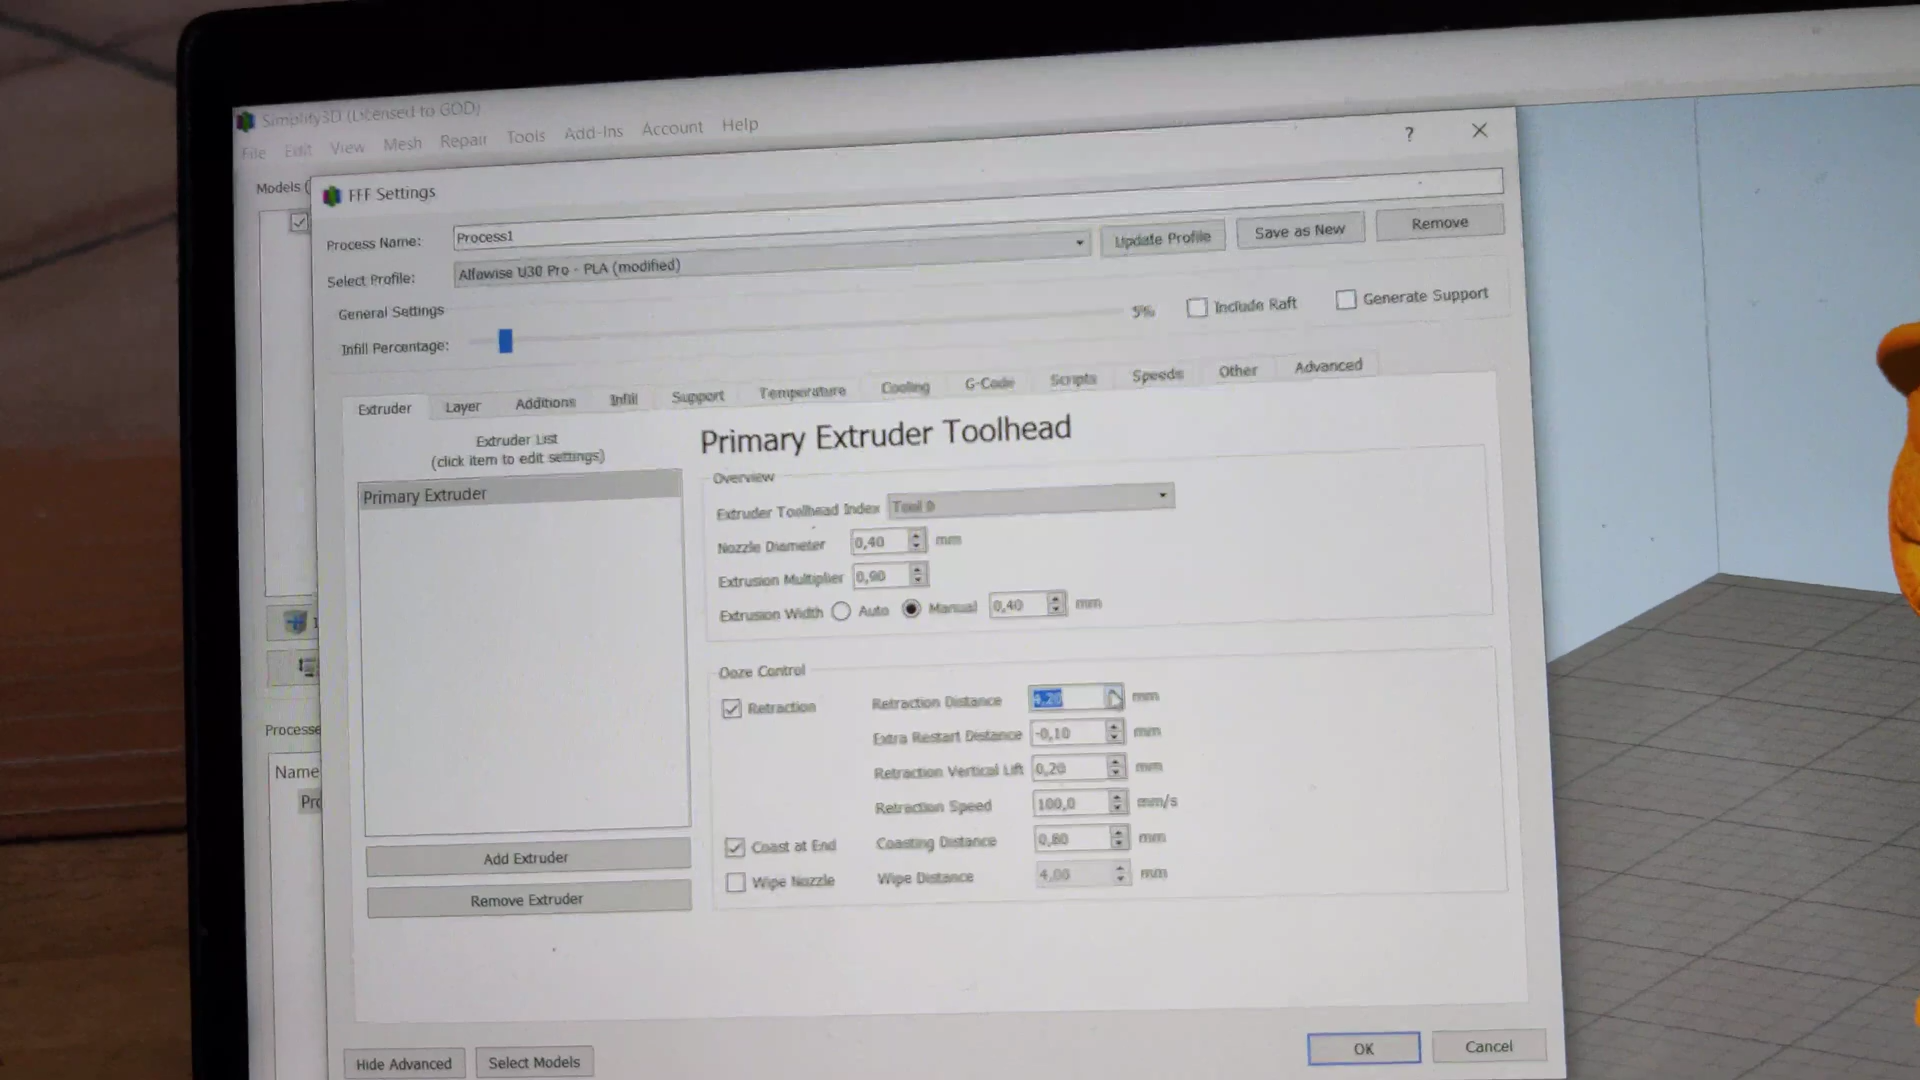 Simplify3D (Licensed to GOD)
File Edit View Mesh Repair Tools Add-Ins Account Help
Models (
FFF Settings
Process Name: Process1
Select Profile: Alfawise U30 Pro - PLA (modified) Update Profile Save as New Remove
General Settings
Infill Percentage: 5% Include Raft Generate Support
Extruder Layer Additions Infill Support Temperature Cooling G-Code Scripts Speeds Other Advanced
Extruder List
(click item to edit settings)
Primary Extruder
Add Extruder
Remove Extruder
Primary Extruder Toolhead
Overview
Extruder Toolhead Index Tool 0
Nozzle Diameter 0,40 mm
Extrusion Multiplier 0,90
Extrusion Width Auto Manual 0,40 mm
Ooze Control
Retraction Retraction Distance mm
Extra Restart Distance -0,10 mm
Retraction Vertical Lift 0,20 mm
Retraction Speed 100,0 mm/s
Coast at End Coasting Distance mm
Wipe Nozzle Wipe Distance 4,00 mm
Processe
Name
Pro
Hide Advanced Select Models OK Cancel